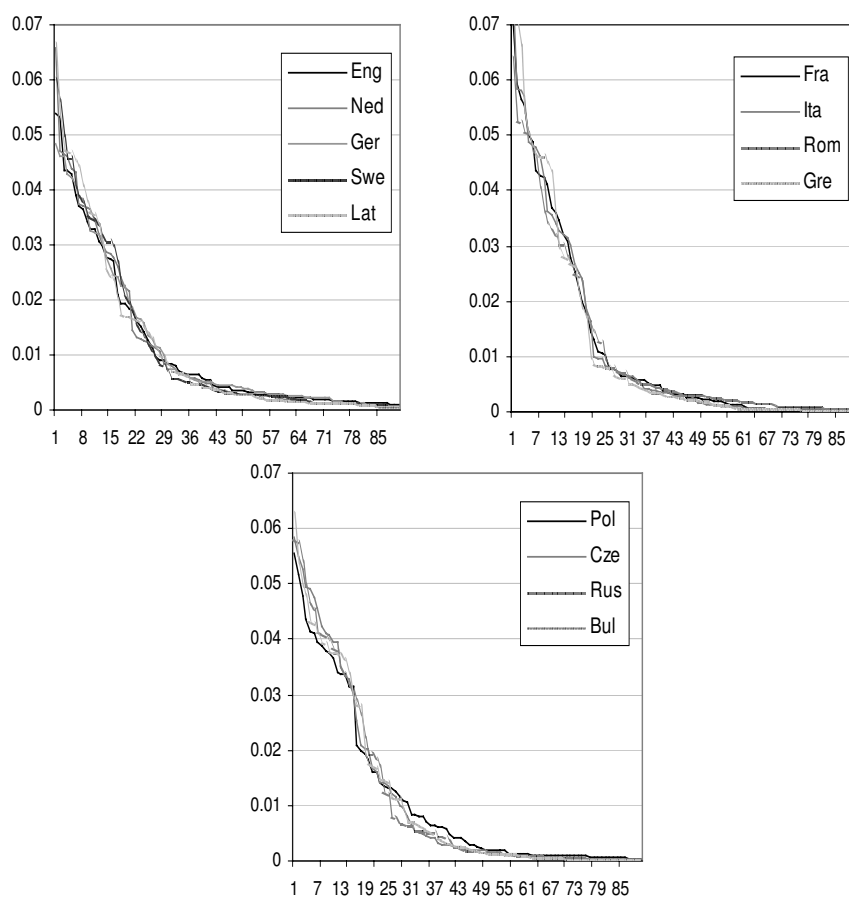 0.07
0.06
0.05
0.04
0.03
0.02
0.01
0
1 8 15 22 29 36 43 50 57 64 71 78 85
Eng
Ned
Ger
Swe
Lat
0.07
0.06
0.05
0.04
0.03
0.02
0.01
0
1 7 13 19 25 31 37 43 49 55 61 67 73 79 85
Fra
Ita
Rom
Gre
0.07
0.06
0.05
0.04
0.03
0.02
0.01
0
1 7 13 19 25 31 37 43 49 55 61 67 73 79 85
Pol
Cze
Rus
Bul